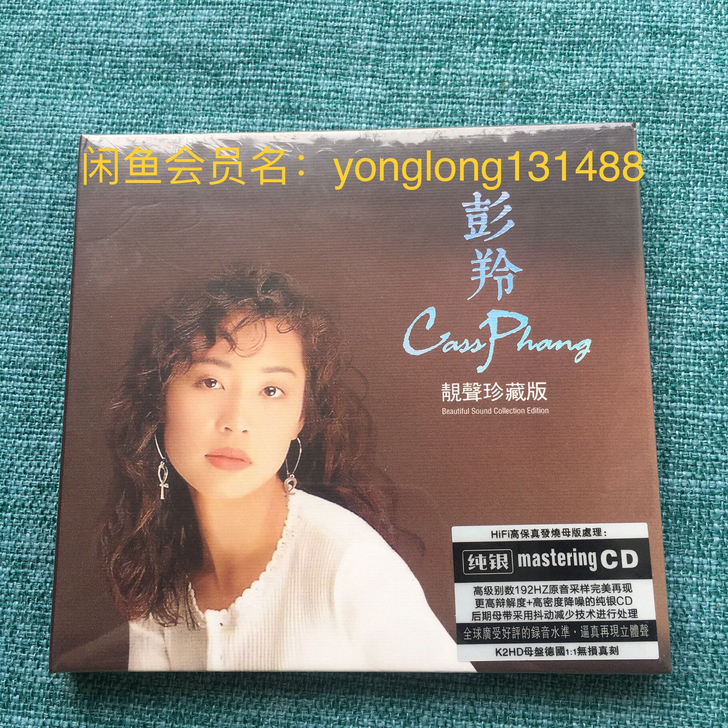 闲鱼会员名：yonglong131488
彭
羚
Cass Phang
靚聲珍藏版
Beautiful Sound Collection Edition
HiFi高保真發燒母版處理：
纯银 mastering CD
高级别数192HZ原音采样完美再现
更高辩解度+高密度降噪的纯银CD
后期母带采用抖动减少技术进行处理
全球廣受好評的録音水準·逼真再現立體聲
K2HD母盤德國1:1無損真刻